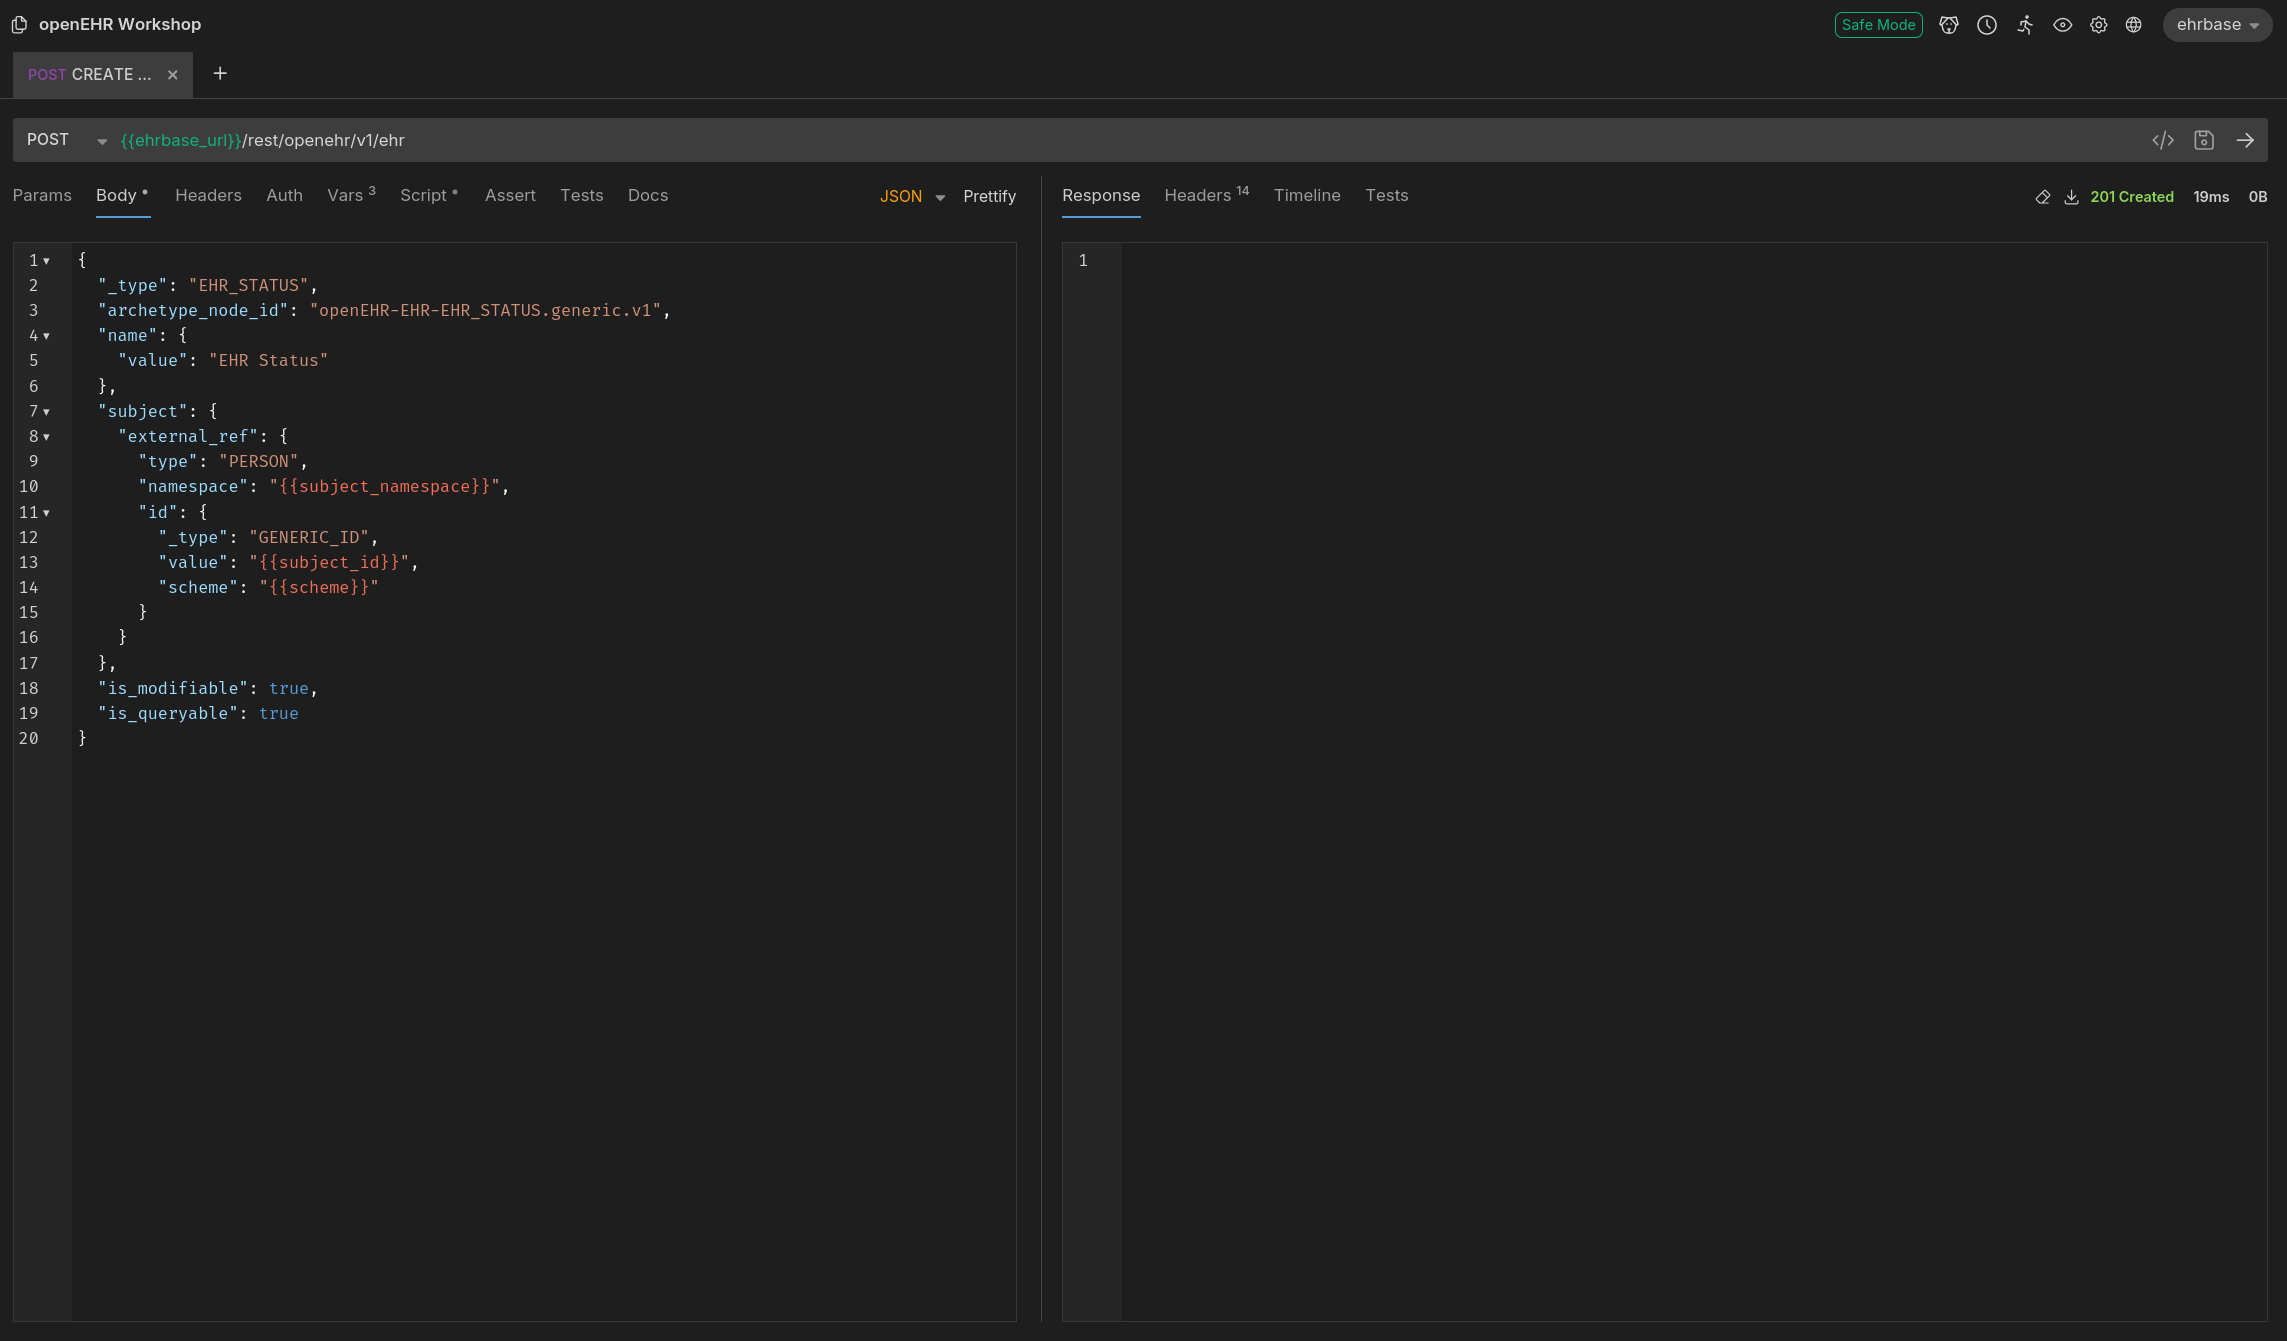 openEHR Workshop
Safe Mode
ehrbase
POST CREATE ...
POST {{ehrbase_url}}/rest/openehr/v1/ehr
Params Body Headers Auth Vars 3 Script Assert Tests Docs JSON Prettify
Response Headers 14 Timeline Tests 201 Created 19ms 0B
1 {
2 "_type": "EHR_STATUS",
3 "archetype_node_id": "openEHR-EHR-EHR_STATUS.generic.v1",
4 "name": {
5 "value": "EHR Status"
6 },
7 "subject": {
8 "external_ref": {
9 "type": "PERSON",
10 "namespace": "{{subject_namespace}}",
11 "id": {
12 "_type": "GENERIC_ID",
13 "value": "{{subject_id}}",
14 "scheme": "{{scheme}}"
15 }
16 }
17 },
18 "is_modifiable": true,
19 "is_queryable": true
20 }
1